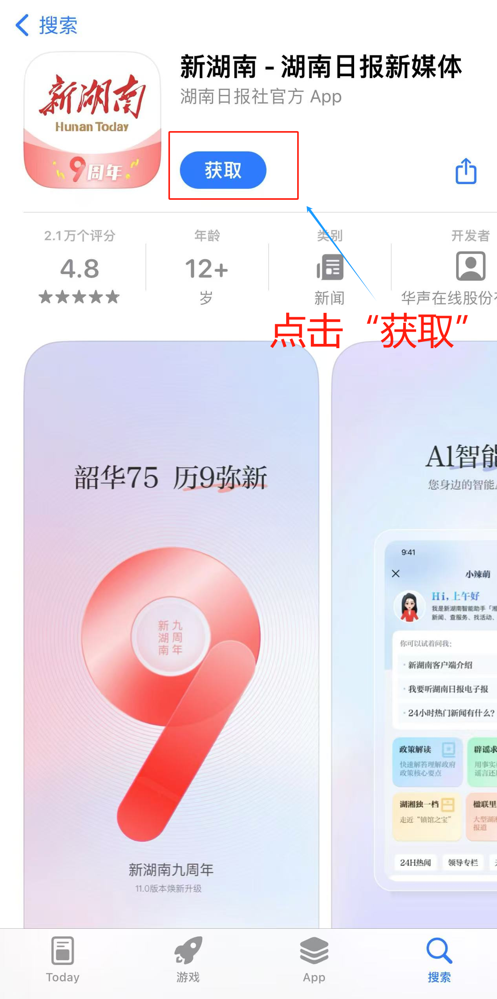 搜索
新湖南
Hunan Today
9周年
新湖南 - 湖南日报新媒体
湖南日报社官方 App
获取
2.1万个评分
4.8
年龄
12+
岁
类别
新闻
开发者
华声在线股份
点击“获取”
韶华75 历9弥新
新湖南
九周年
新湖南九周年
11.0版本焕新升级
AI智能
您身边的智能
9:41
小辣萌
Hi,上午好
我是新湖南智能助手「湘
新闻、查服务、找活动、
你可以试着问我:
新湖南客户端介绍
我要听湖南日报电子报
24小时热门新闻有什么?
政策解读
快速解答理解政府
政策核心要点
辟谣求
用事实
谣言还
湖湘独一档
走近“镇馆之宝”
楹联里
大型湖
报道
24H热闻
领导专栏
Today
游戏
App
搜索